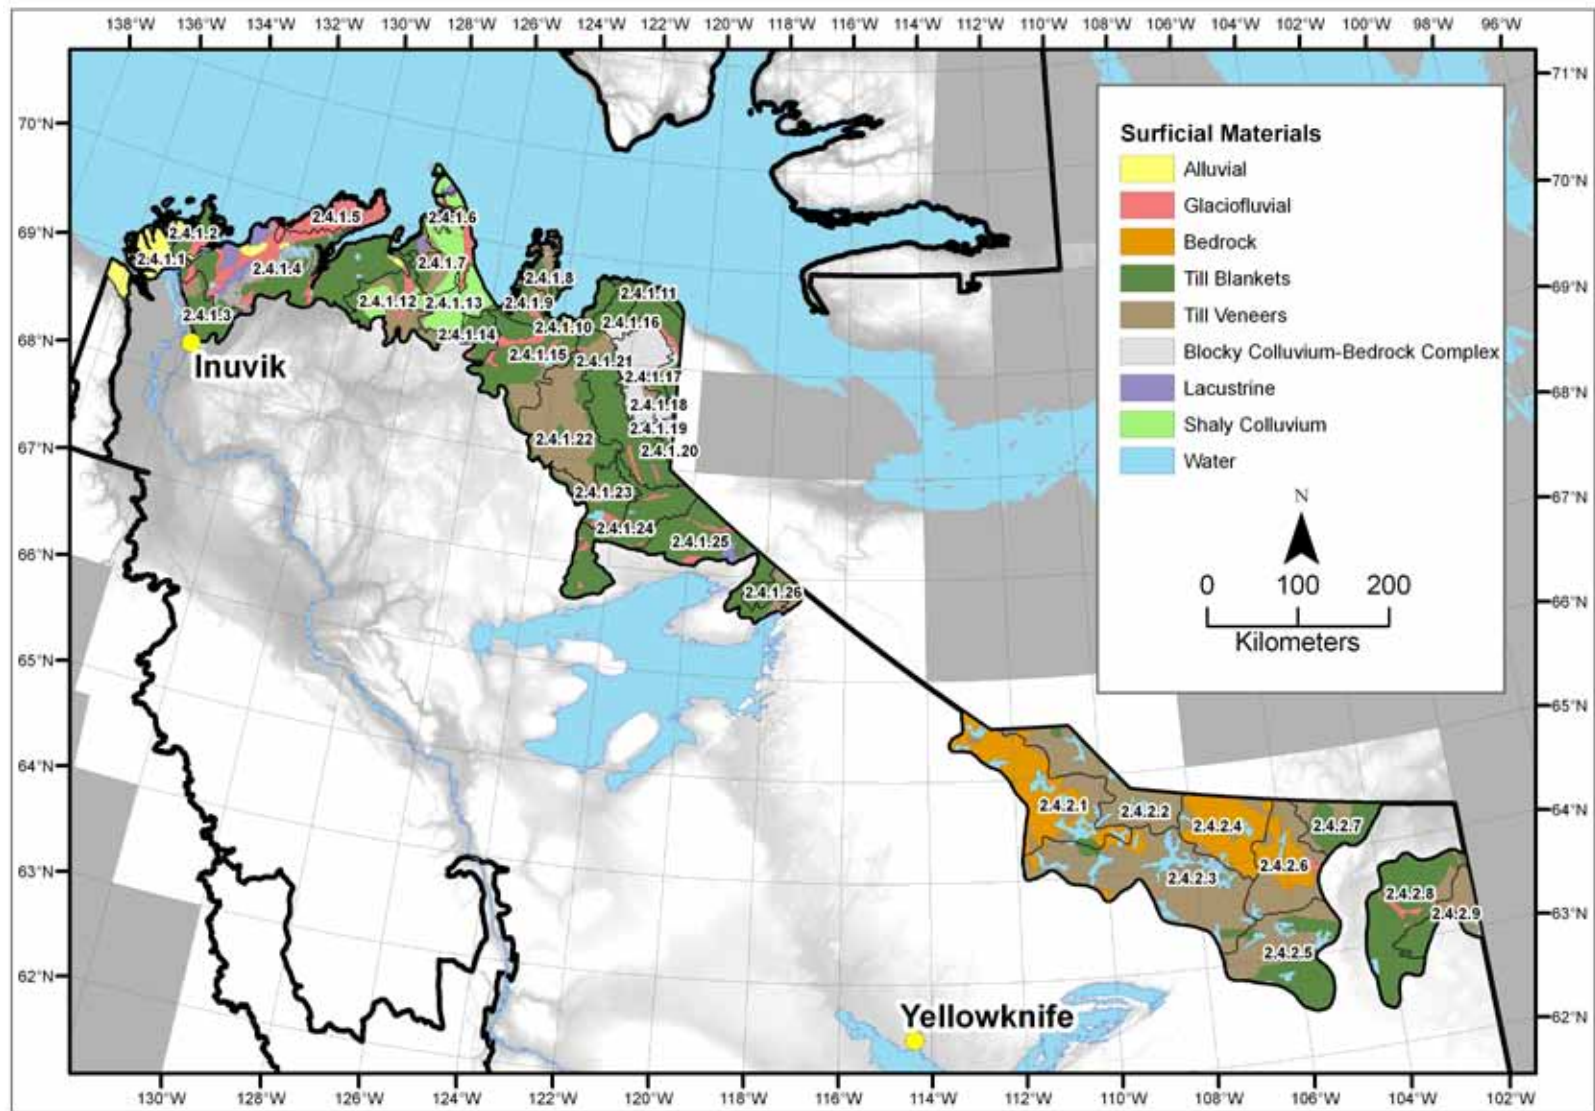 138°W 136°W 134°W 132°W 130°W 128°W 126°W 124°W 122°W 120°W 118°W 116°W 114°W 112°W 110°W 108°W 106°W 104°W 102°W 100°W 98°W 96°W
70°N
69°N
68°N
67°N
66°N
65°N
64°N
63°N
62°N
71°N
70°N
69°N
68°N
67°N
66°N
65°N
64°N
63°N
62°N
Surficial Materials
Alluvial
Glaciofluvial
Bedrock
Till Blankets
Till Veneers
Blocky Colluvium-Bedrock Complex
Lacustrine
Shaly Colluvium
Water
N
0 100 200
Kilometers
2.4.1.1
2.4.1.2
2.4.1.3
2.4.1.4
2.4.1.5
2.4.1.6
2.4.1.7
2.4.1.8
2.4.1.9
2.4.1.10
2.4.1.11
2.4.1.12
2.4.1.13
2.4.1.14
2.4.1.15
2.4.1.16
2.4.1.17
2.4.1.18
2.4.1.19
2.4.1.20
2.4.1.21
2.4.1.22
2.4.1.23
2.4.1.24
2.4.1.25
2.4.1.26
Inuvik
2.4.2.1
2.4.2.2
2.4.2.3
2.4.2.4
2.4.2.5
2.4.2.6
2.4.2.7
2.4.2.8
2.4.2.9
Yellowknife
130°W 128°W 126°W 124°W 122°W 120°W 118°W 116°W 114°W 112°W 110°W 108°W 106°W 104°W 102°W